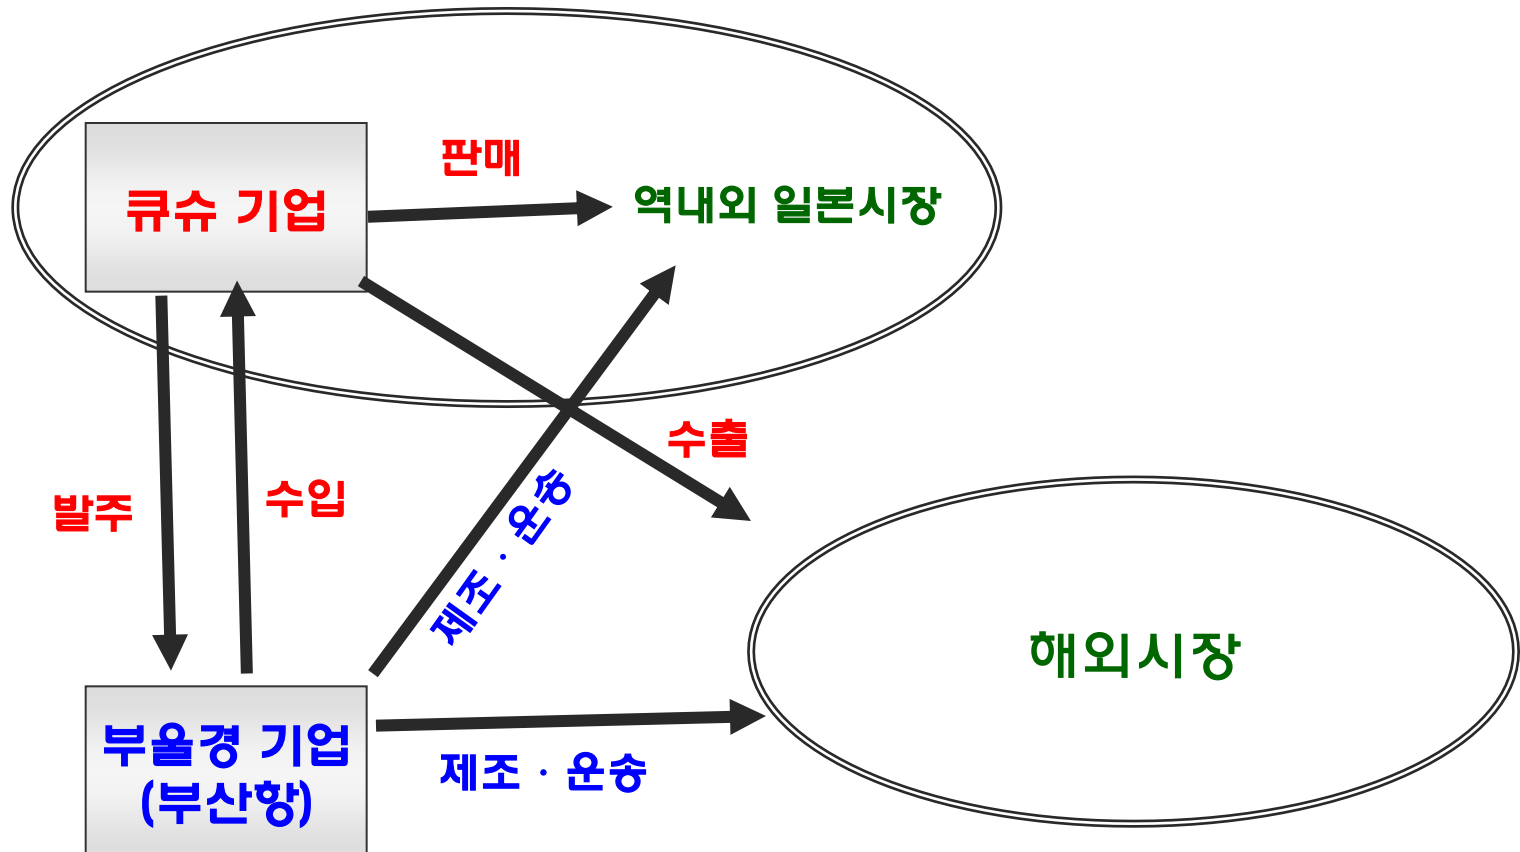 판매
큐슈 기업
역내외 일본시장
수출
발주
수입
제조 · 운송
해외시장
부울경 기업
(부산항)
제조 · 운송